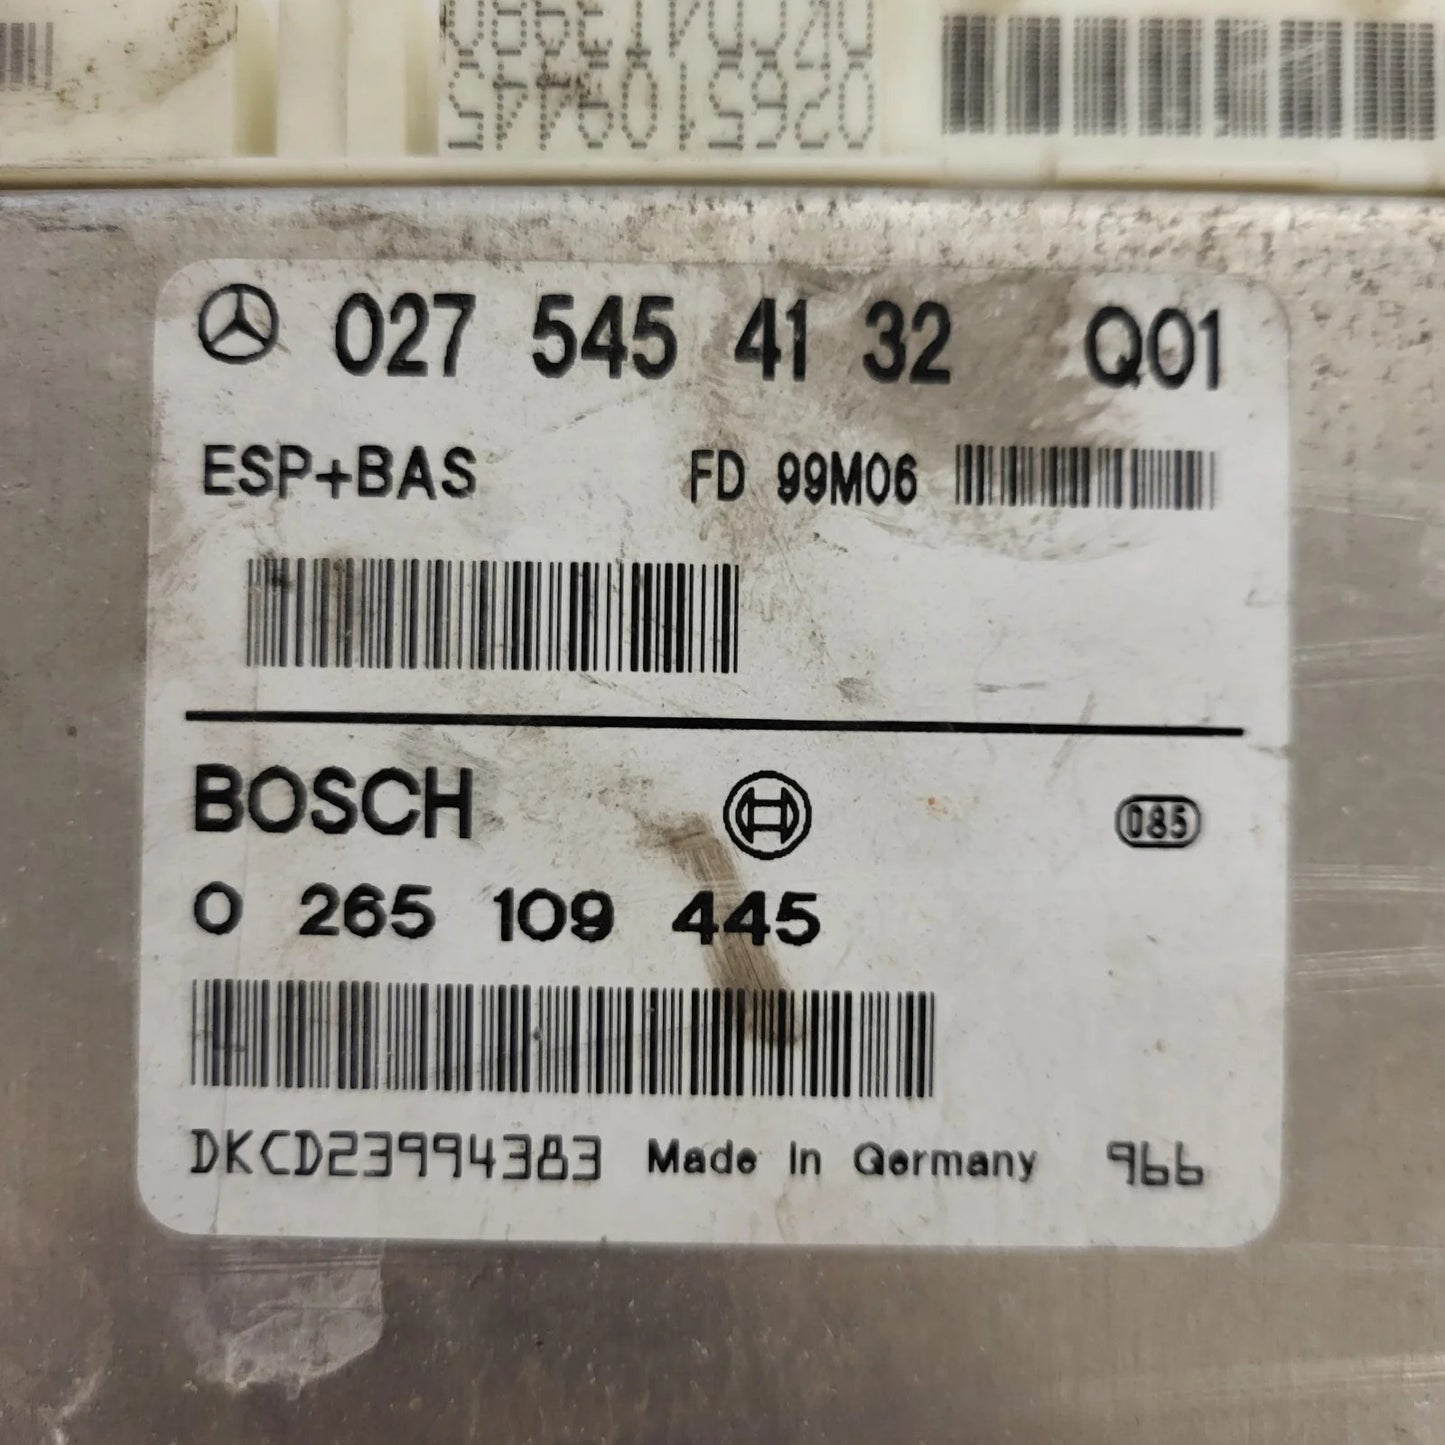 0265109445
027 545 41 32 Q01
ESP+BAS FD 99M06
BOSCH 085
0 265 109 445
DKCD23994383 Made in Germany 966